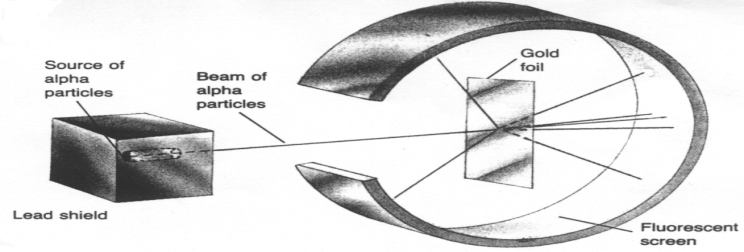 Source of
alpha
particles
Beam of
alpha
particles
Gold
foil
Lead shield
Fluorescent
screen